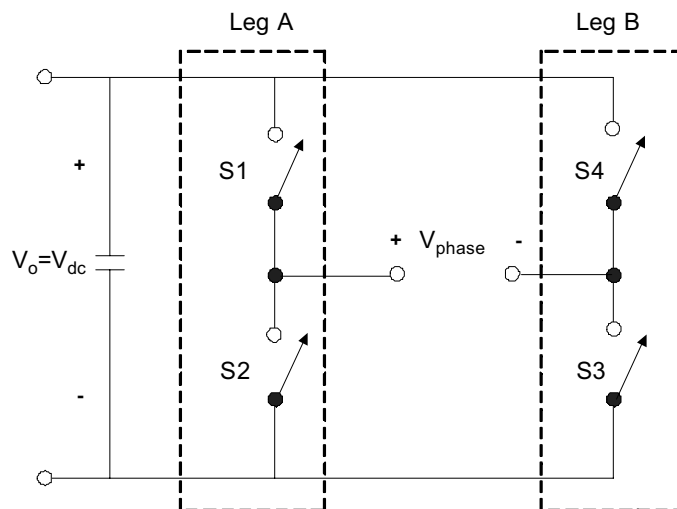 Leg A
Leg B
+
S1
S4
+ V_phase -
V_o=V_dc
S2
S3
-